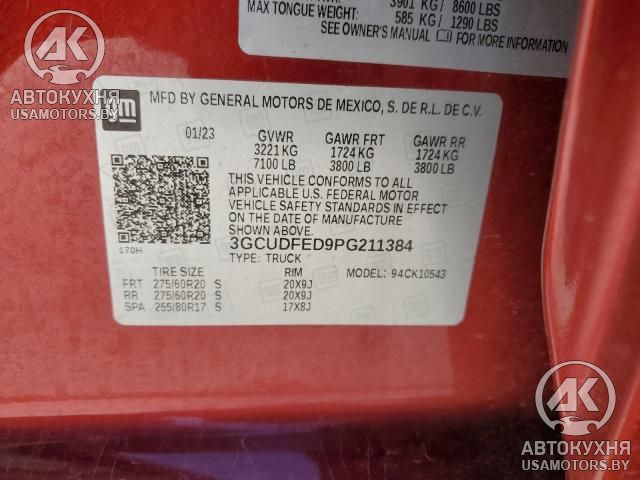 3901 KG / 8600 LBS
MAX TONGUE WEIGHT: 585 KG / 1290 LBS
SEE OWNER'S MANUAL FOR MORE INFORMATION
АВТОКУХНЯ
USAMOTORS.BY
gm
MFD BY GENERAL MOTORS DE MEXICO, S. DE R.L. DE C.V.
01/23 GVWR GAWR FRT GAWR RR
3221 KG 1724 KG 1724 KG
7100 LB 3800 LB 3800 LB
THIS VEHICLE CONFORMS TO ALL
APPLICABLE U.S. FEDERAL MOTOR
VEHICLE SAFETY STANDARDS IN EFFECT
ON THE DATE OF MANUFACTURE
SHOWN ABOVE.
170H
3GCUDFED9PG211384
TYPE: TRUCK
MODEL: 94CK10543
TIRE SIZE RIM
FRT 275/60R20 S 20X9J
RR 275/60R20 S 20X9J
SPA 255/80R17 S 17X8J
АК
АВТОКУХНЯ
USAMOTORS.BY